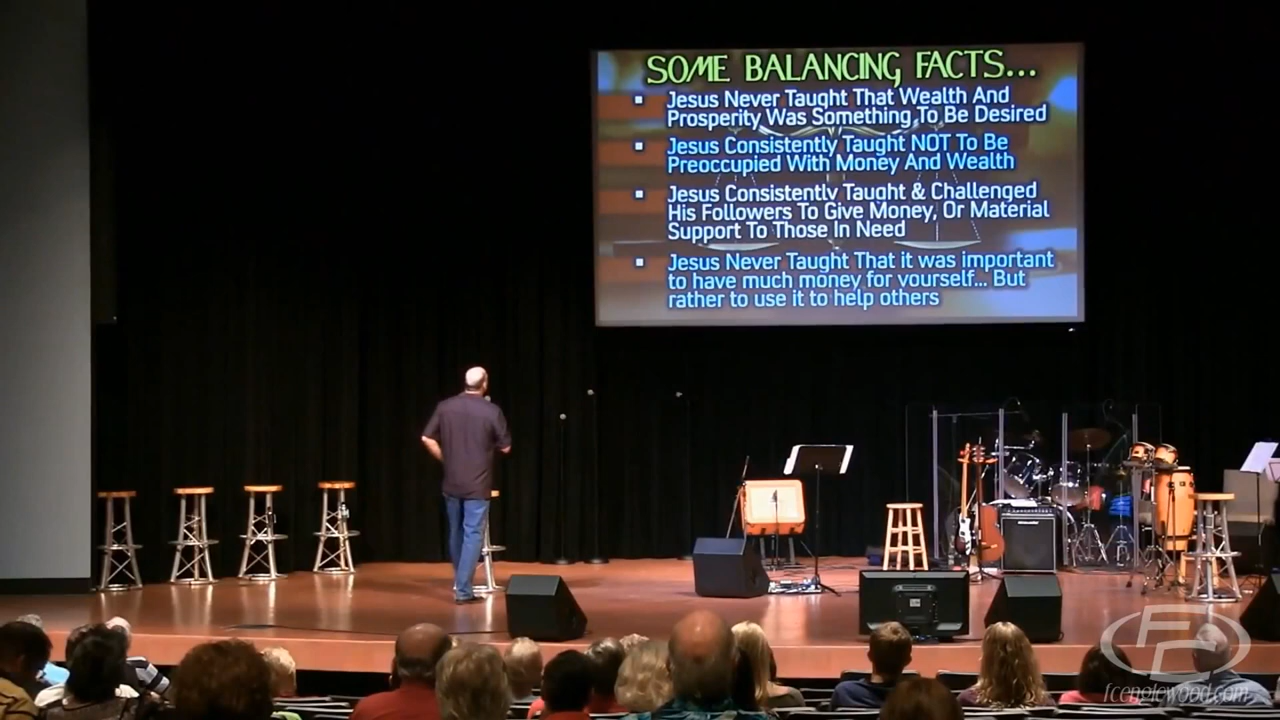 SOME BALANCING FACTS...
Jesus Never Taught That Wealth And
Prosperity Was Something To Be Desired
Jesus Consistently Taught NOT To Be
Preoccupied With Money And Wealth
Jesus Consistently Taught & Challenged
His Followers To Give Money, Or Material
Support To Those In Need
Jesus Never Taught That it was important
to have much money for yourself... But
rather to use it to help others
FC
fcenglewood.com